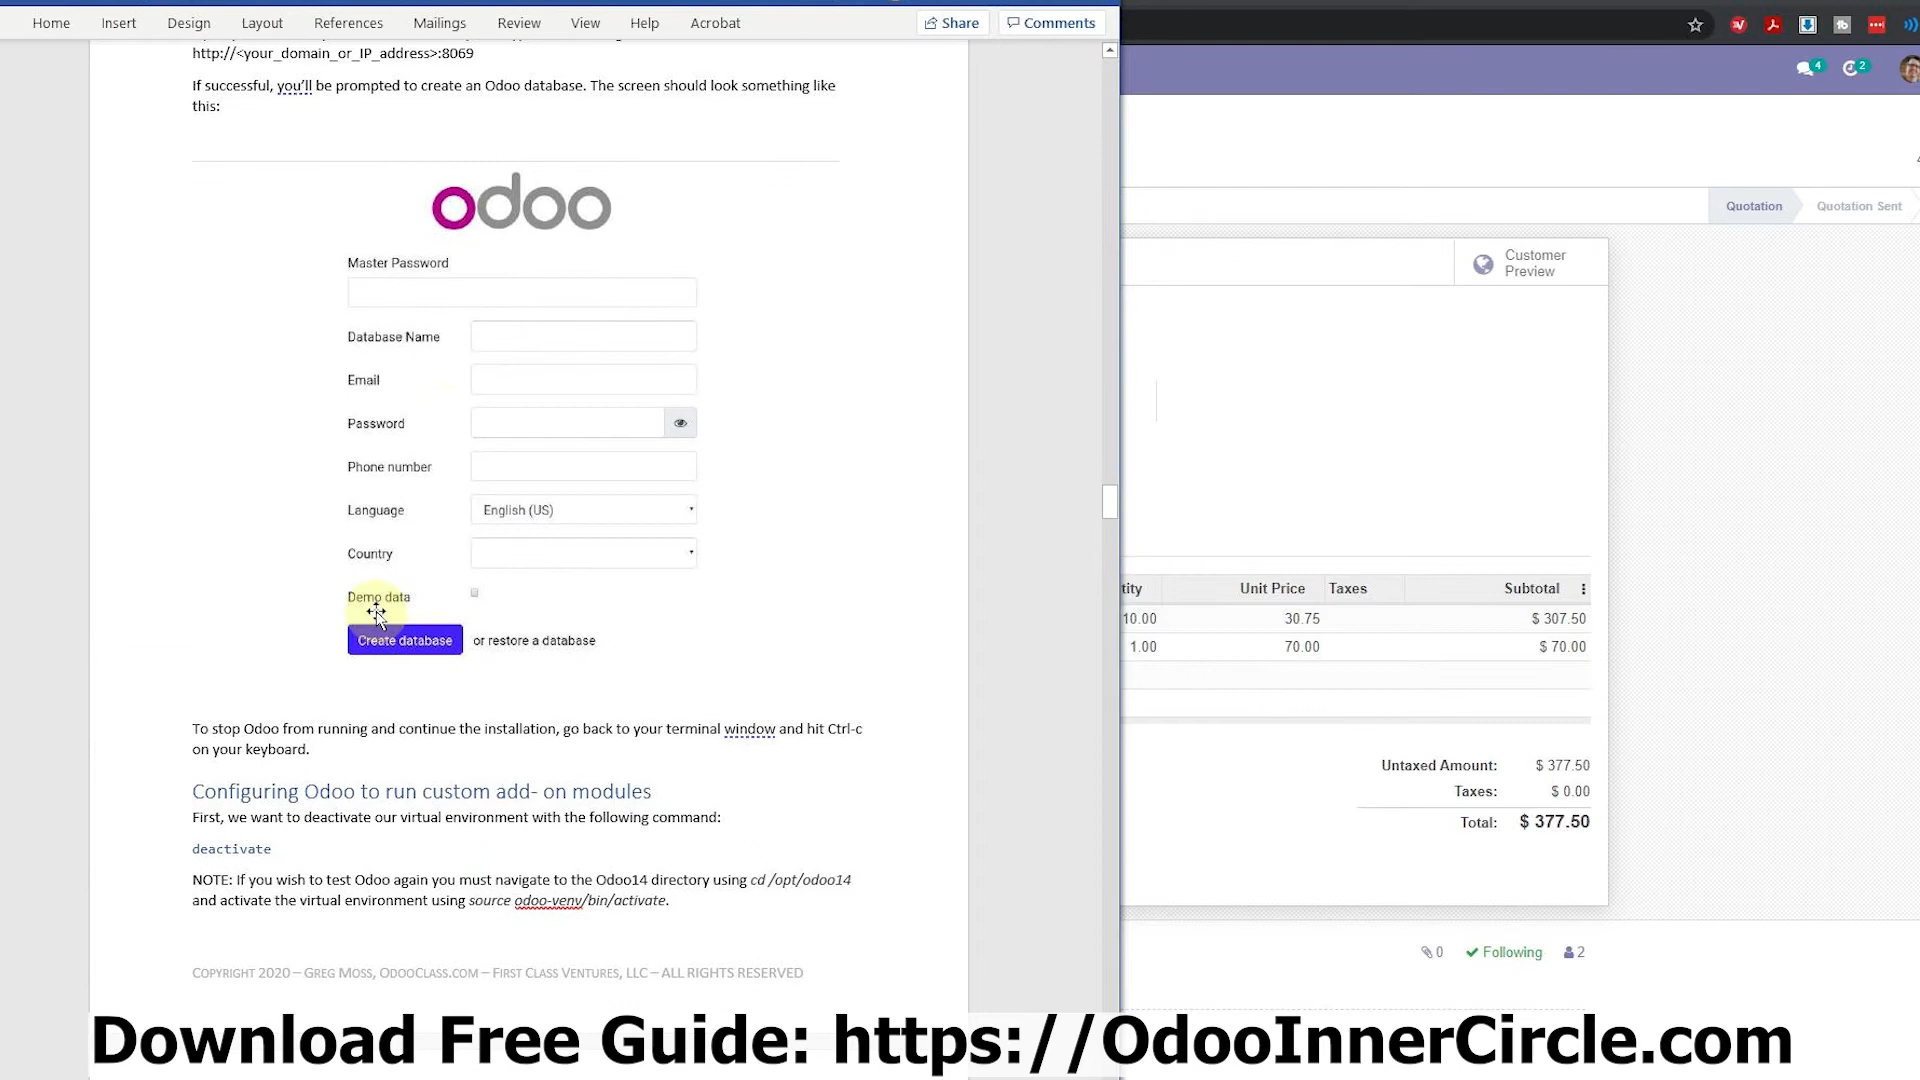 Home Insert Design Layout References Mailings Review View Help Acrobat Share Comments
http://<your_domain_or_IP_address>:8069
If successful, you'll be prompted to create an Odoo database. The screen should look something like
this:
odoo
Master Password
Database Name
Email
Password
Phone number
Language English (US)
Country
Demo data
Create database or restore a database
To stop Odoo from running and continue the installation, go back to your terminal window and hit Ctrl-c
on your keyboard.
Configuring Odoo to run custom add- on modules
First, we want to deactivate our virtual environment with the following command:
deactivate
NOTE: If you wish to test Odoo again you must navigate to the Odoo14 directory using cd /opt/odoo14
and activate the virtual environment using source odoo-venv/bin/activate.
COPYRIGHT 2020 – GREG MOSS, ODOOCLASS.COM – FIRST CLASS VENTURES, LLC – ALL RIGHTS RESERVED
4 2
Quotation Quotation Sent
Customer
Preview
tity Unit Price Taxes Subtotal
10.00 30.75 $ 307.50
1.00 70.00 $ 70.00
Untaxed Amount: $ 377.50
Taxes: $ 0.00
Total: $ 377.50
0 Following 2
Download Free Guide: https://OdooInnerCircle.com